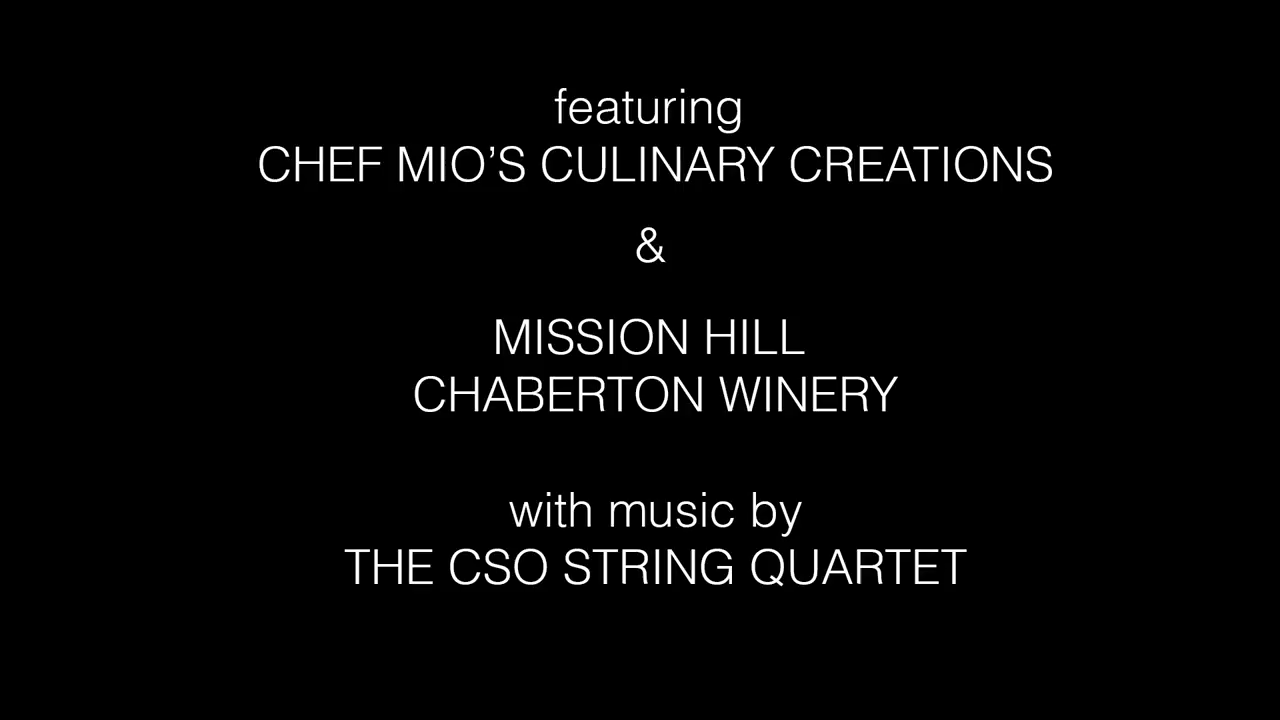 featuring
CHEF MIO’S CULINARY CREATIONS
&
MISSION HILL
CHABERTON WINERY
with music by
THE CSO STRING QUARTET